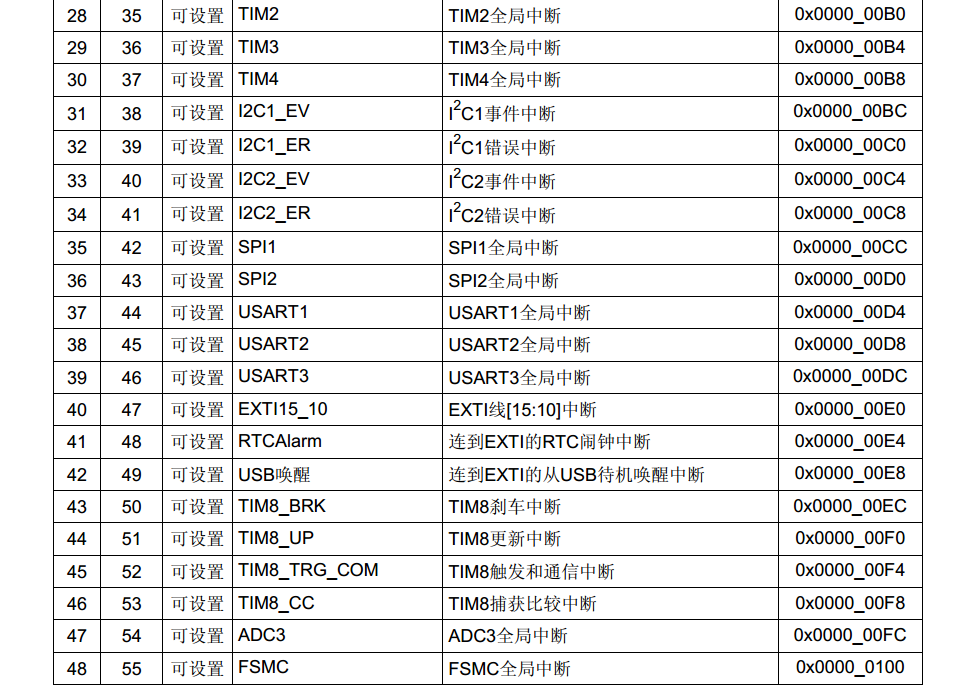 28 35 可设置 TIM2 TIM2全局中断 0x0000_00B0
29 36 可设置 TIM3 TIM3全局中断 0x0000_00B4
30 37 可设置 TIM4 TIM4全局中断 0x0000_00B8
31 38 可设置 I2C1_EV I²C1事件中断 0x0000_00BC
32 39 可设置 I2C1_ER I²C1错误中断 0x0000_00C0
33 40 可设置 I2C2_EV I²C2事件中断 0x0000_00C4
34 41 可设置 I2C2_ER I²C2错误中断 0x0000_00C8
35 42 可设置 SPI1 SPI1全局中断 0x0000_00CC
36 43 可设置 SPI2 SPI2全局中断 0x0000_00D0
37 44 可设置 USART1 USART1全局中断 0x0000_00D4
38 45 可设置 USART2 USART2全局中断 0x0000_00D8
39 46 可设置 USART3 USART3全局中断 0x0000_00DC
40 47 可设置 EXTI15_10 EXTI线[15:10]中断 0x0000_00E0
41 48 可设置 RTCAlarm 连到EXTI的RTC闹钟中断 0x0000_00E4
42 49 可设置 USB唤醒 连到EXTI的从USB待机唤醒中断 0x0000_00E8
43 50 可设置 TIM8_BRK TIM8刹车中断 0x0000_00EC
44 51 可设置 TIM8_UP TIM8更新中断 0x0000_00F0
45 52 可设置 TIM8_TRG_COM TIM8触发和通信中断 0x0000_00F4
46 53 可设置 TIM8_CC TIM8捕获比较中断 0x0000_00F8
47 54 可设置 ADC3 ADC3全局中断 0x0000_00FC
48 55 可设置 FSMC FSMC全局中断 0x0000_0100